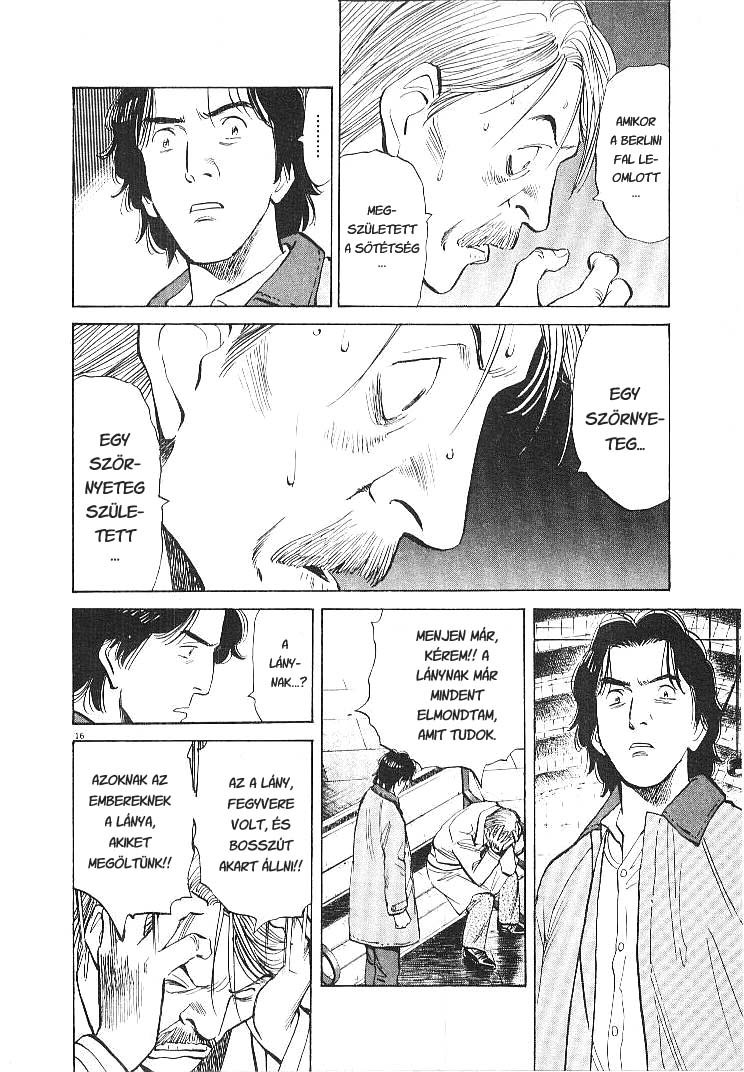 AMIKOR
A BERLINI
FAL LE-
OMLOTT
...
MEG-
SZÜLETETT
A SÖTÉTSÉG
...
.........
EGY
SZÖRNYE-
TEG...
EGY
SZÖR-
NYETEG
SZÜLE-
TETT
...
MENJEN MÁR,
KÉREM!! A
LÁNYNAK MÁR
MINDENT
ELMONDTAM,
AMIT TUDOK.
A
LÁNY-
NAK...?
16
AZ A LÁNY,
FEGYVERE
VOLT, ÉS
BOSSZÚT
AKART ÁLLNI!!
AZOKNAK AZ
EMBEREKNEK
A LÁNYA,
AKIKET
MEGÖLTÜNK!!